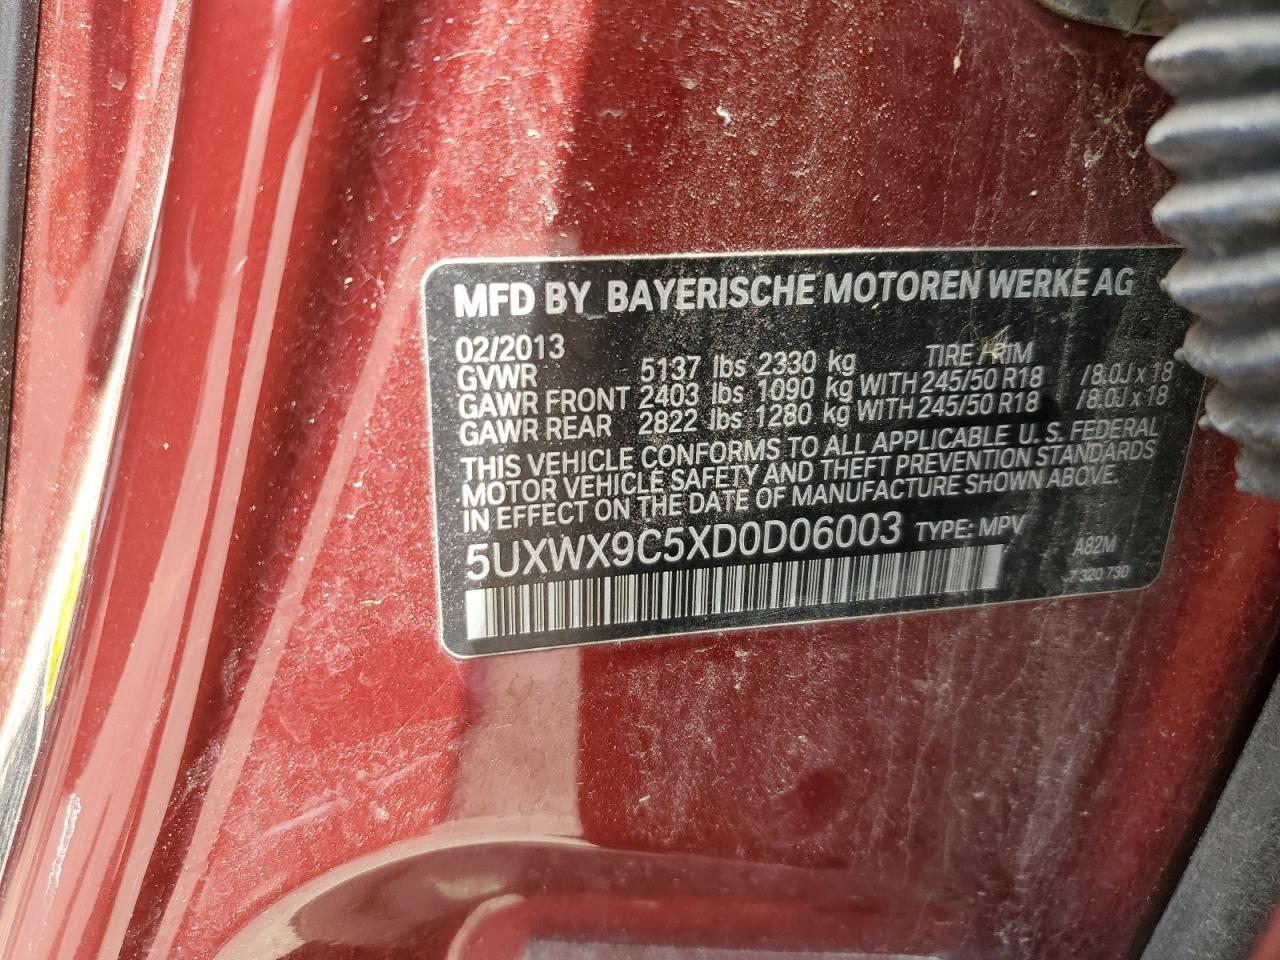 MFD BY BAYERISCHE MOTOREN WERKE AG
02/2013 TIRE / RIM
GVWR 5137 lbs 2330 kg
GAWR FRONT 2403 lbs 1090 kg WITH 245/50 R18 / 8.0J x 18
GAWR REAR 2822 lbs 1280 kg WITH 245/50 R18 / 8.0J x 18
THIS VEHICLE CONFORMS TO ALL APPLICABLE U. S. FEDERAL
MOTOR VEHICLE SAFETY AND THEFT PREVENTION STANDARDS
IN EFFECT ON THE DATE OF MANUFACTURE SHOWN ABOVE.
5UXWX9C5XD0D06003 TYPE: MPV
A82M
7 320 730